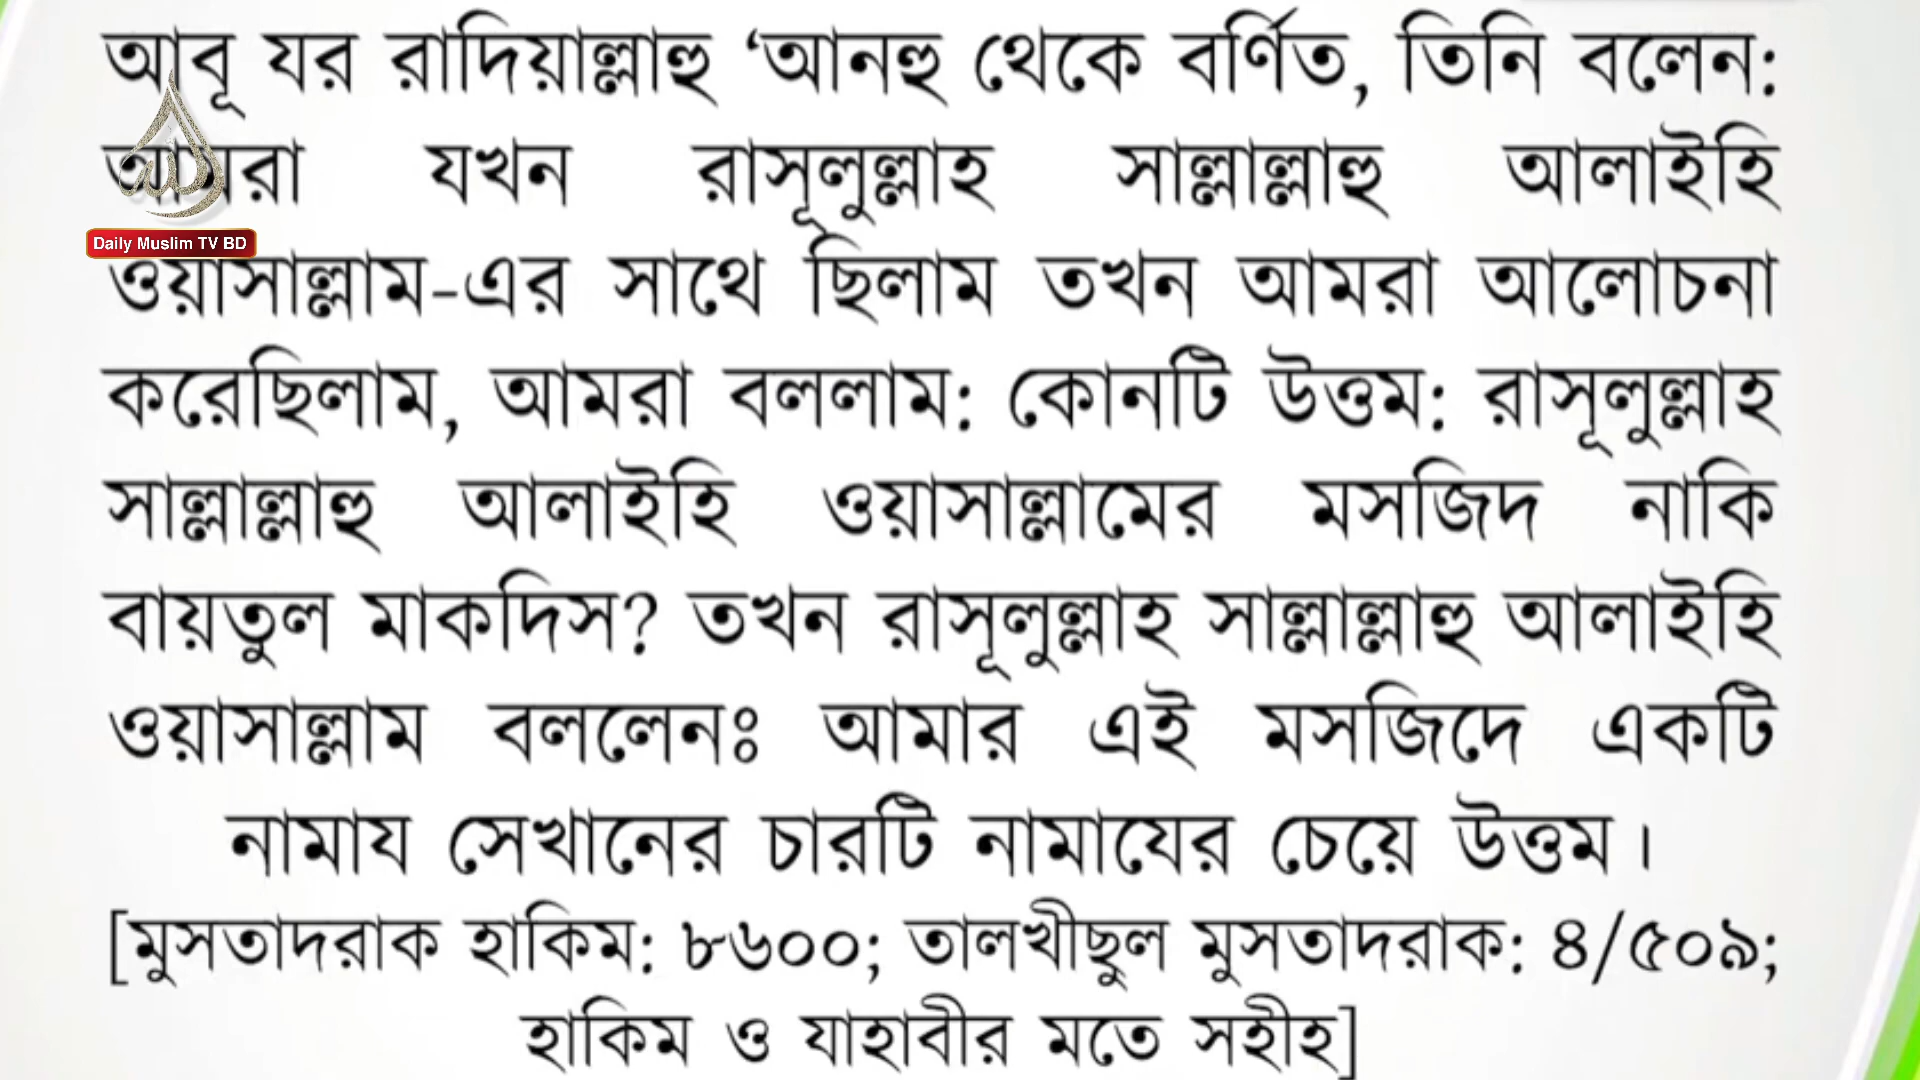 আবূ যর রাদিয়াল্লাহু ‘আনহু থেকে বর্ণিত, তিনি বলেন:
আমরা যখন রাসূলুল্লাহ সাল্লাল্লাহু আলাইহি
Daily Muslim TV BD
ওয়াসাল্লাম-এর সাথে ছিলাম তখন আমরা আলোচনা
করেছিলাম, আমরা বললাম: কোনটি উত্তম: রাসূলুল্লাহ
সাল্লাল্লাহু আলাইহি ওয়াসাল্লামের মসজিদ নাকি
বায়তুল মাকদিস? তখন রাসূলুল্লাহ সাল্লাল্লাহু আলাইহি
ওয়াসাল্লাম বললেনঃ আমার এই মসজিদে একটি
নামায সেখানের চারটি নামাযের চেয়ে উত্তম।
[মুসতাদরাক হাকিম: ৮৬০০; তালখীছুল মুসতাদরাক: ৪/৫০৯;
হাকিম ও যাহাবীর মতে সহীহ]